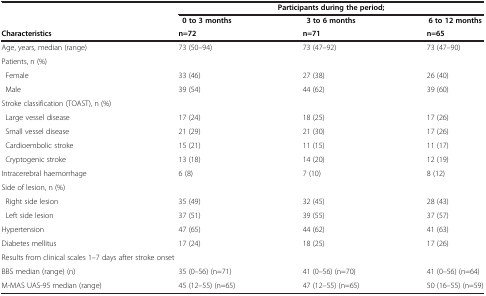 Participants during the period;
0 to 3 months 3 to 6 months 6 to 12 months
Characteristics n=72 n=71 n=65
Age, years, median (range) 73 (50–94) 73 (47–92) 73 (47–90)
Patients, n (%)
Female 33 (46) 27 (38) 26 (40)
Male 39 (54) 44 (62) 39 (60)
Stroke classification (TOAST), n (%)
Large vessel disease 17 (24) 18 (25) 17 (26)
Small vessel disease 21 (29) 21 (30) 17 (26)
Cardioembolic stroke 15 (21) 11 (15) 11 (17)
Cryptogenic stroke 13 (18) 14 (20) 12 (19)
Intracerebral haemorrhage 6 (8) 7 (10) 8 (12)
Side of lesion, n (%)
Right side lesion 35 (49) 32 (45) 28 (43)
Left side lesion 37 (51) 39 (55) 37 (57)
Hypertension 47 (65) 44 (62) 41 (63)
Diabetes mellitus 17 (24) 18 (25) 17 (26)
Results from clinical scales 1–7 days after stroke onset
BBS median (range) (n) 35 (0–56) (n=71) 41 (0–56) (n=70) 41 (0–56) (n=64)
M-MAS UAS-95 median (range) 45 (12–55) (n=65) 47 (12–55) (n=65) 50 (16–55) (n=59)